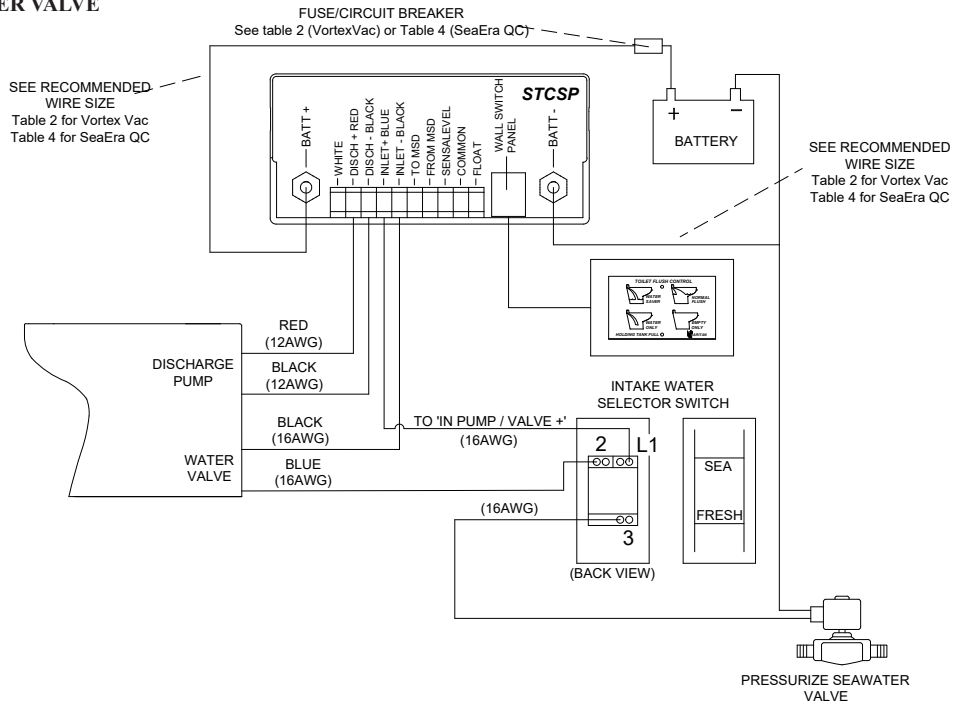 ER VALVE
FUSE/CIRCUIT BREAKER
See table 2 (VortexVac) or Table 4 (SeaEra QC)
SEE RECOMMENDED
WIRE SIZE
Table 2 for Vortex Vac
Table 4 for SeaEra QC
STCSP
BATT +
WHITE
DISCH + RED
DISCH - BLACK
INLET+ BLUE
INLET - BLACK
TO MSD
FROM MSD
SENSALEVEL
COMMON
FLOAT
WALL SWITCH
PANEL
BATT -
+ −
BATTERY
SEE RECOMMENDED
WIRE SIZE
Table 2 for Vortex Vac
Table 4 for SeaEra QC
TOILET FLUSH CONTROL
WATER
SAVER
NORMAL
FLUSH
WATER
ONLY
EMPTY
ONLY
HOLDING TANK FULL
RED
(12AWG)
DISCHARGE
PUMP
BLACK
(12AWG)
BLACK
(16AWG)
WATER
VALVE
BLUE
(16AWG)
TO 'IN PUMP / VALVE +'
(16AWG)
(16AWG)
INTAKE WATER
SELECTOR SWITCH
2 L1
3
(BACK VIEW)
SEA
FRESH
PRESSURIZE SEAWATER
VALVE